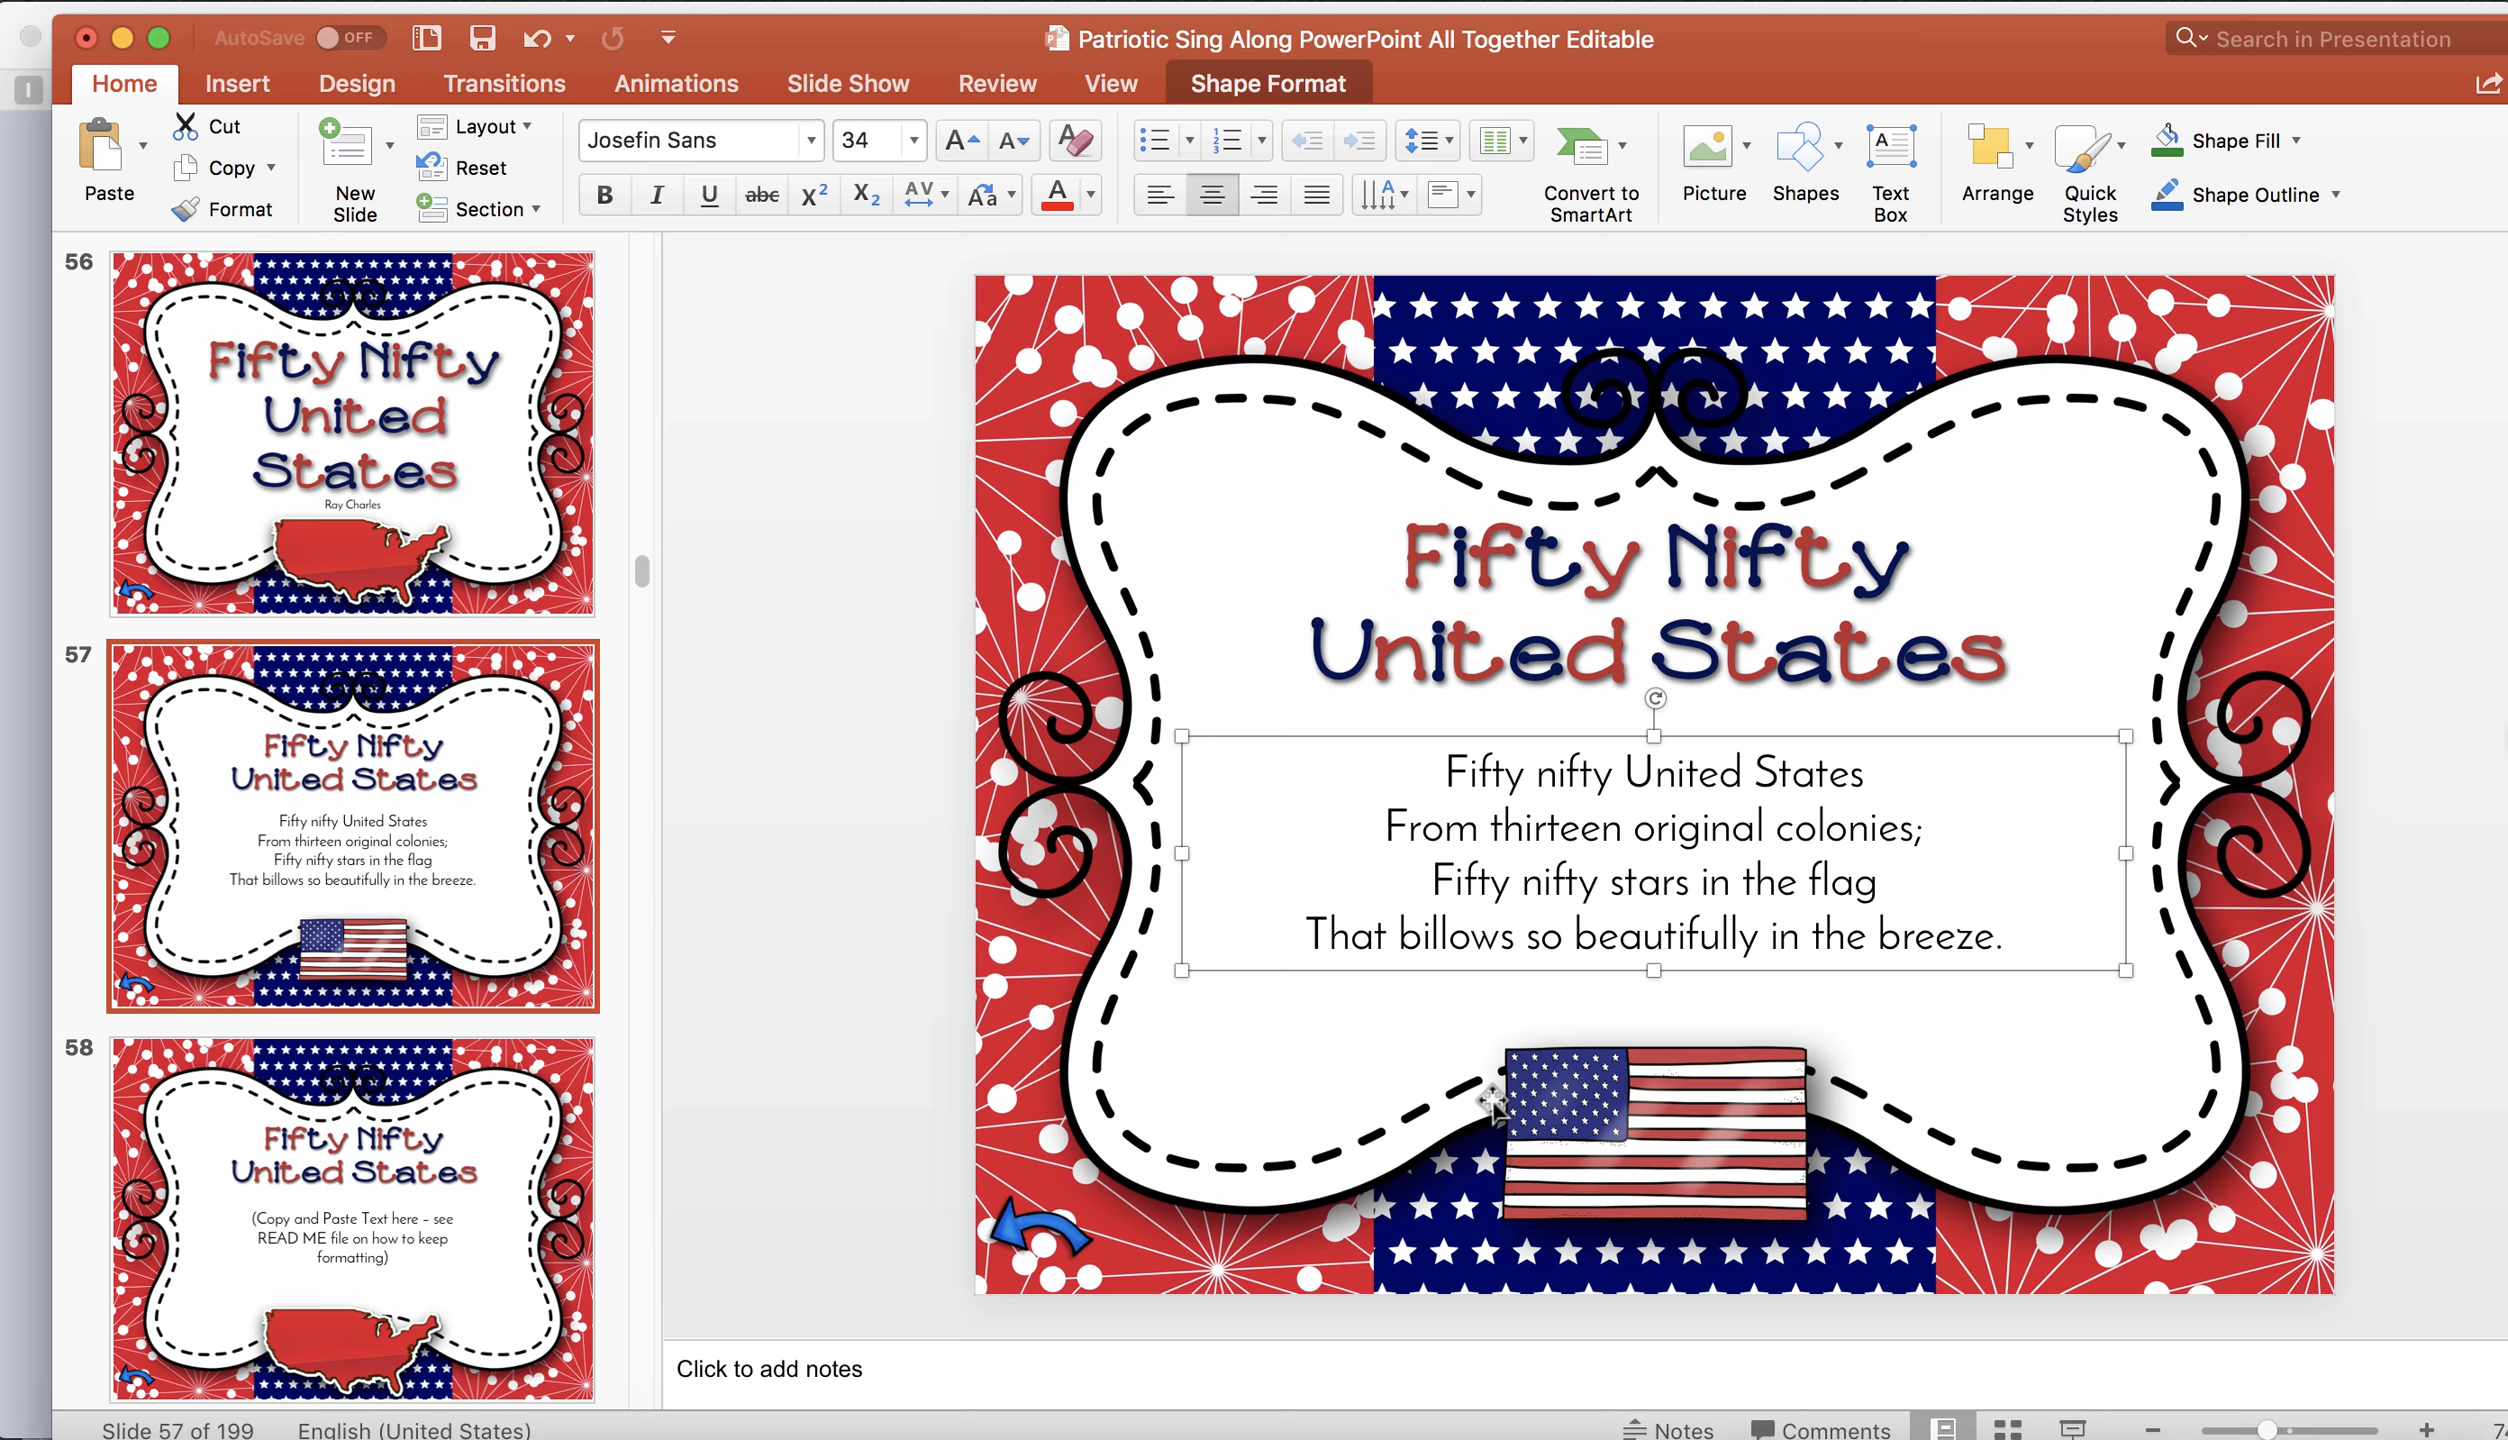 AutoSave OFF
Patriotic Sing Along PowerPoint All Together Editable
Search in Presentation
Home Insert Design Transitions Animations Slide Show Review View Shape Format
Paste
Cut
Copy
Format
New
Slide
Layout
Reset
Section
Josefin Sans 34
B I U abc X² X₂ AV Aa A
Convert to
SmartArt
Picture
Shapes
Text
Box
Arrange
Quick
Styles
Shape Fill
Shape Outline
56
Fifty Nifty
United
States
Ray Charles
57
Fifty Nifty
United States
Fifty nifty United States
From thirteen original colonies;
Fifty nifty stars in the flag
That billows so beautifully in the breeze.
58
Fifty Nifty
United States
(Copy and Paste Text here – see
READ ME file on how to keep
formatting)
Fifty Nifty
United States
Fifty nifty United States
From thirteen original colonies;
Fifty nifty stars in the flag
That billows so beautifully in the breeze.
Click to add notes
Slide 57 of 199 English (United States) Notes Comments